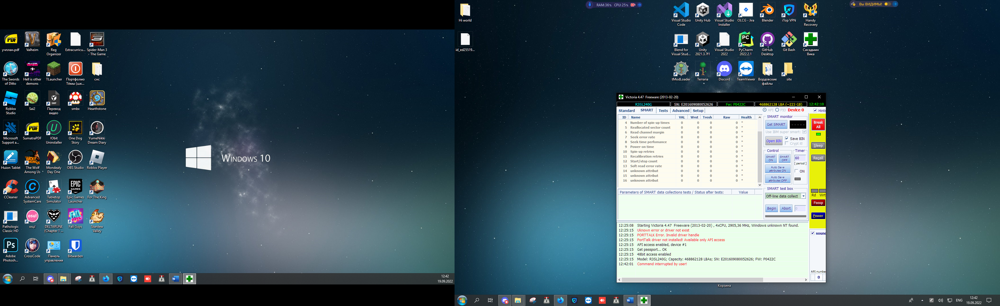 RAM:36% CPU:25%
Вы ВИДИМЫ!
Hi world
id_ed25519...
Visual Studio Code
Unity Hub
Visual Studio Installer
OLCG - Jira
Blender
iTop VPN
Handy Recovery
Blend for Visual Stud...
Unity 2021.3.7f1
Visual Studio 2022
PyCharm 2022.2.1
GitHub Desktop
Git Bash
Сисадмин Вика
tModLoader
Terraria
Discord
TeamViewer
Вордовские файлы
site
учплан.pdf
Valheim
Reg Organizer
Extracurricu...
Spider-Man 3 - The Game
The Swords of Ditto
Hell is other demons
TLauncher
Портфолио Тёмы (шк...
снс
Roblox Studio
Sai2
Перевод видео
smbx
Hearthstone
Microsoft Support a...
SumatraPDF
IObit Uninstaller
One Dog Story
YumeNikki Dream Diary
Huion Tablet
The Wolf Among Us
Mondealy Day One
OBS Studio
Roblox Player
CCleaner
Advanced SystemCare
Tabletop Simulator
Epic Games Launcher
For The King
Pathologic Classic HD
osu!
DELTARUNE (Chapter 1 ...
Fall Guys
Stardew Valley
Adobe Photosh...
CrossCode
Панель управления
Bitwarden
WINDOWS 10
12:42
19.09.2022
Victoria 4.47 Freeware (2013-02-20)
R3SL240G
SN: E201609080052626
Fw: P0422C
468862128 LBA (~223 GB)
12:42:10
Standard SMART Tests Advanced Setup
API PIO Device 0
Hints
ID Name VAL Wrst Tresh Raw Health
4 Number of spin-up times 0 0 0 0 *
5 Reallocated sector count 0 0 0 0 *
6 Read channel margin 0 0 0 0 *
7 Seek error rate 0 0 0 0 *
8 Seek time perfomance 0 0 0 0 *
9 Power-on time 0 0 0 0 *
10 Spin-up retries 0 0 0 0 *
11 Recalibration retries 0 0 0 0 *
12 Start/stop count 0 0 0 0 *
13 Soft read error rate 0 0 0 0 *
14 unknown attribut 0 0 0 0 *
15 unknown attribut 0 0 0 0 *
16 unknown attribut 0 0 0 0 *
SMART monitor
Get SMART
-----
Use IBM super smart:
Open BIN
Save BIN
Crypt it!
Control
SMART ON
SMART OFF
Auto Save attributes ON
Auto Save attributes OFF
Timer
60
[ period ]
ON
Break All
Sleep
Recall
Rd Wrt
Passp
Power
Parameters of SMART data collections tests / Status after tests: Value
SMART test box
Off-line data collect
Begin
Abort
0
12:25:08 Starting Victoria 4.47 Freeware (2013-02-20) , 4xCPU, 2905,36 MHz, Windows unknown NT found.
12:25:15 Uknown error or driver not exist
12:25:15 PORTTALK Error. Invalid driver handle
12:25:15 PortTalk driver not installed! Available only API access
12:25:15 API access enabled, device #1
12:25:15 Get passport... OK
12:25:15 48bit access enabled
12:25:15 Model: R3SL240G; Capacity: 468862128 LBAs; SN: E201609080052626; FW: P0422C
12:42:01 Command interrupted by user!
sound
API number
0
Корзина
ENG
12:42
19.09.2022